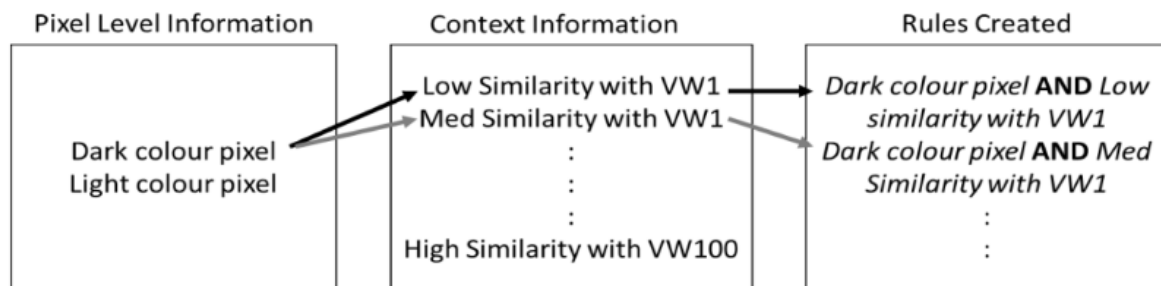 Pixel Level Information
Dark colour pixel
Light colour pixel
Context Information
Low Similarity with VW1
Med Similarity with VW1
:
:
:
High Similarity with VW100
Rules Created
Dark colour pixel AND Low
similarity with VW1
Dark colour pixel AND Med
Similarity with VW1
:
: